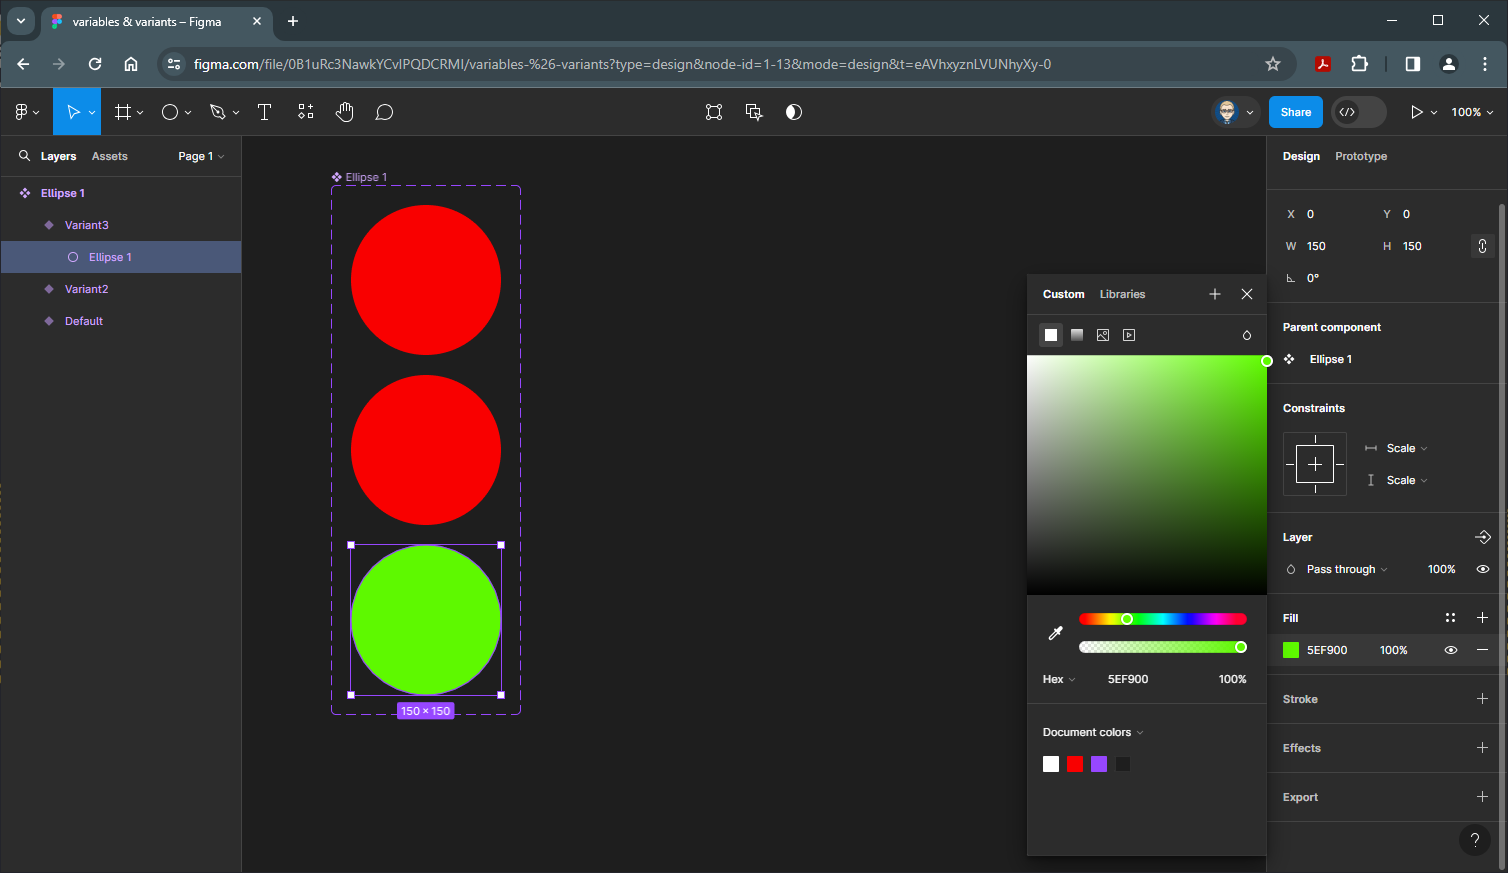 variables & variants – Figma
figma.com/file/0B1uRc3NawkYCvlPQDCRMI/variables-%26-variants?type=design&node-id=1-13&mode=design&t=eAVhxyznLVUNhyXy-0
Share
100%
Layers Assets Page 1
Ellipse 1
Variant3
Ellipse 1
Variant2
Default
Ellipse 1
150 × 150
Custom Libraries
Hex 5EF900 100%
Document colors
Design Prototype
X 0 Y 0
W 150 H 150
0°
Parent component
Ellipse 1
Constraints
Scale
Scale
Layer
Pass through 100%
Fill
5EF900 100%
Stroke
Effects
Export
?